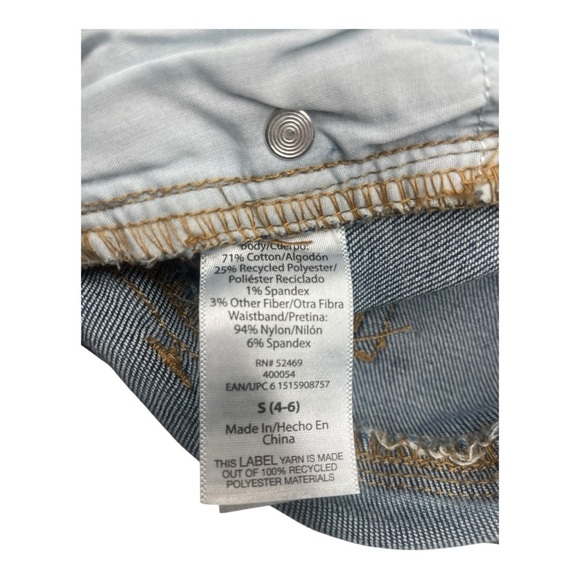 Body/Cuerpo:
71% Cotton/Algodón
25% Recycled Polyester/
Poliéster Reciclado
1% Spandex
3% Other Fiber/Otra Fibra
Waistband/Pretina:
94% Nylon/Nilón
6% Spandex
RN# 52469
400054
EAN/UPC 6 1515908757
S (4-6)
Made In/Hecho En
China
THIS LABEL YARN IS MADE
OUT OF 100% RECYCLED
POLYESTER MATERIALS